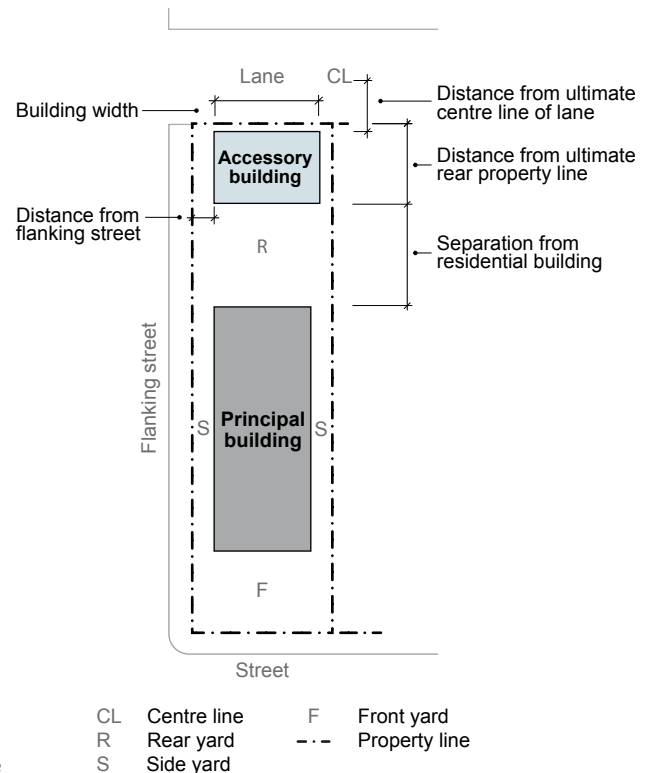 Lane
CL
Building width
Distance from ultimate
centre line of lane
Accessory
building
Distance from ultimate
rear property line
Distance from
flanking street
R
Separation from
residential building
Flanking street
S
Principal
building
S
F
Street
CL Centre line
F Front yard
R Rear yard
Property line
S Side yard